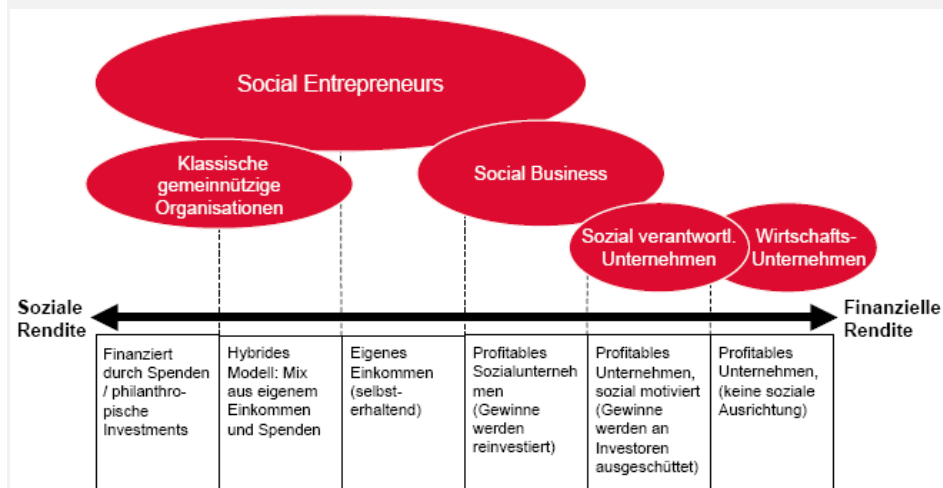 Social Entrepreneurs
Klassische
gemeinnützige
Organisationen
Social Business
Sozial verantwortl.
Unternehmen
Wirtschafts-
Unternehmen
Soziale
Rendite
Finanzielle
Rendite
Finanziert
durch Spenden
/ philanthro-
pische
Investments
Hybrides
Modell: Mix
aus eigenem
Einkommen
und Spenden
Eigenes
Einkommen
(selbst-
erhaltend)
Profitables
Sozialunterneh
men
(Gewinne
werden
reinvestiert)
Profitables
Unternehmen,
sozial motiviert
(Gewinne
werden an
Investoren
ausgeschüttet)
Profitables
Unternehmen,
(keine soziale
Ausrichtung)